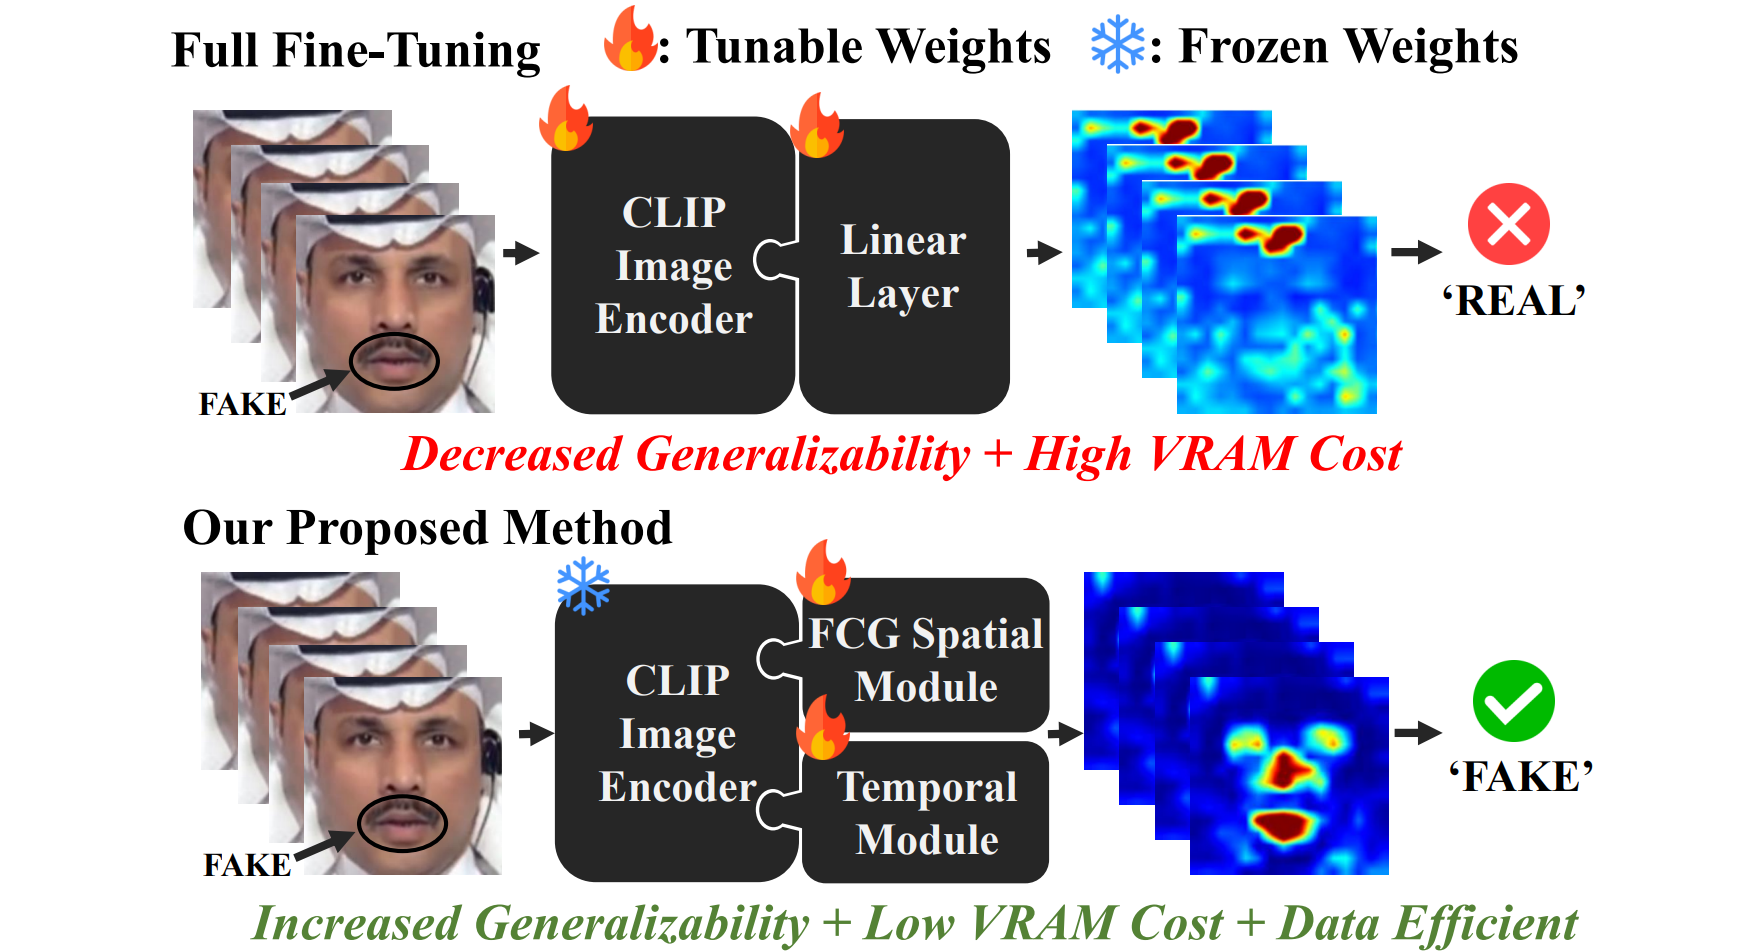 Full Fine-Tuning
: Tunable Weights
: Frozen Weights
CLIP
Image
Encoder
Linear
Layer
FAKE
‘REAL’
Decreased Generalizability + High VRAM Cost
Our Proposed Method
CLIP
Image
Encoder
FCG Spatial
Module
Temporal
Module
FAKE
‘FAKE’
Increased Generalizability + Low VRAM Cost + Data Efficient